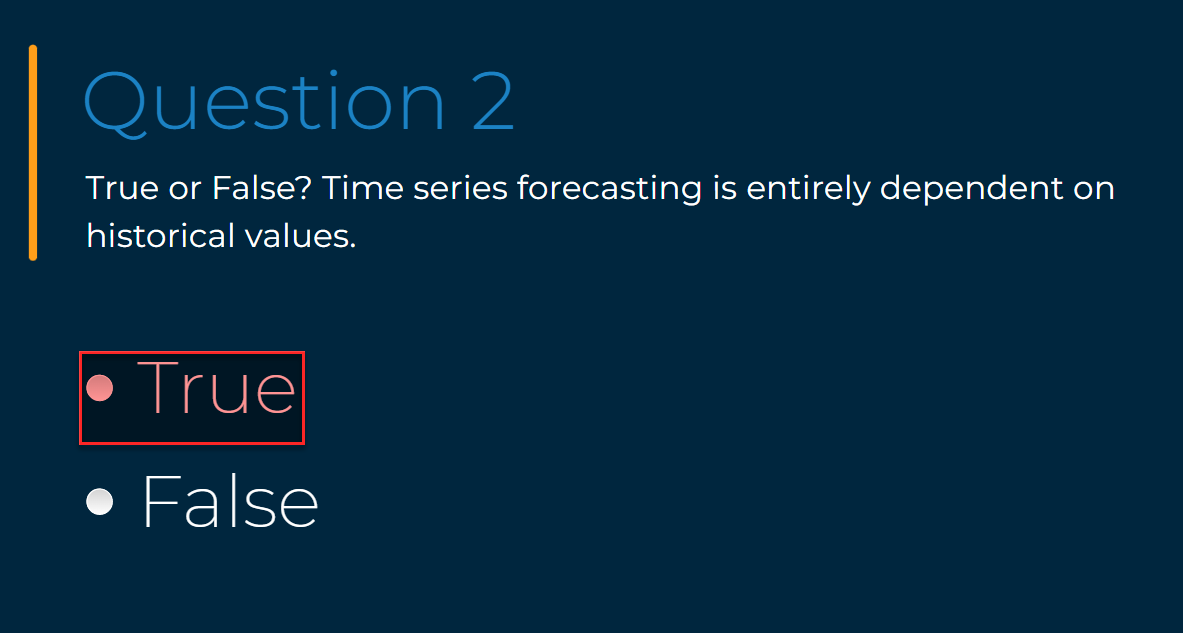 Question 2
True or False? Time series forecasting is entirely dependent on
historical values.
• True
• False